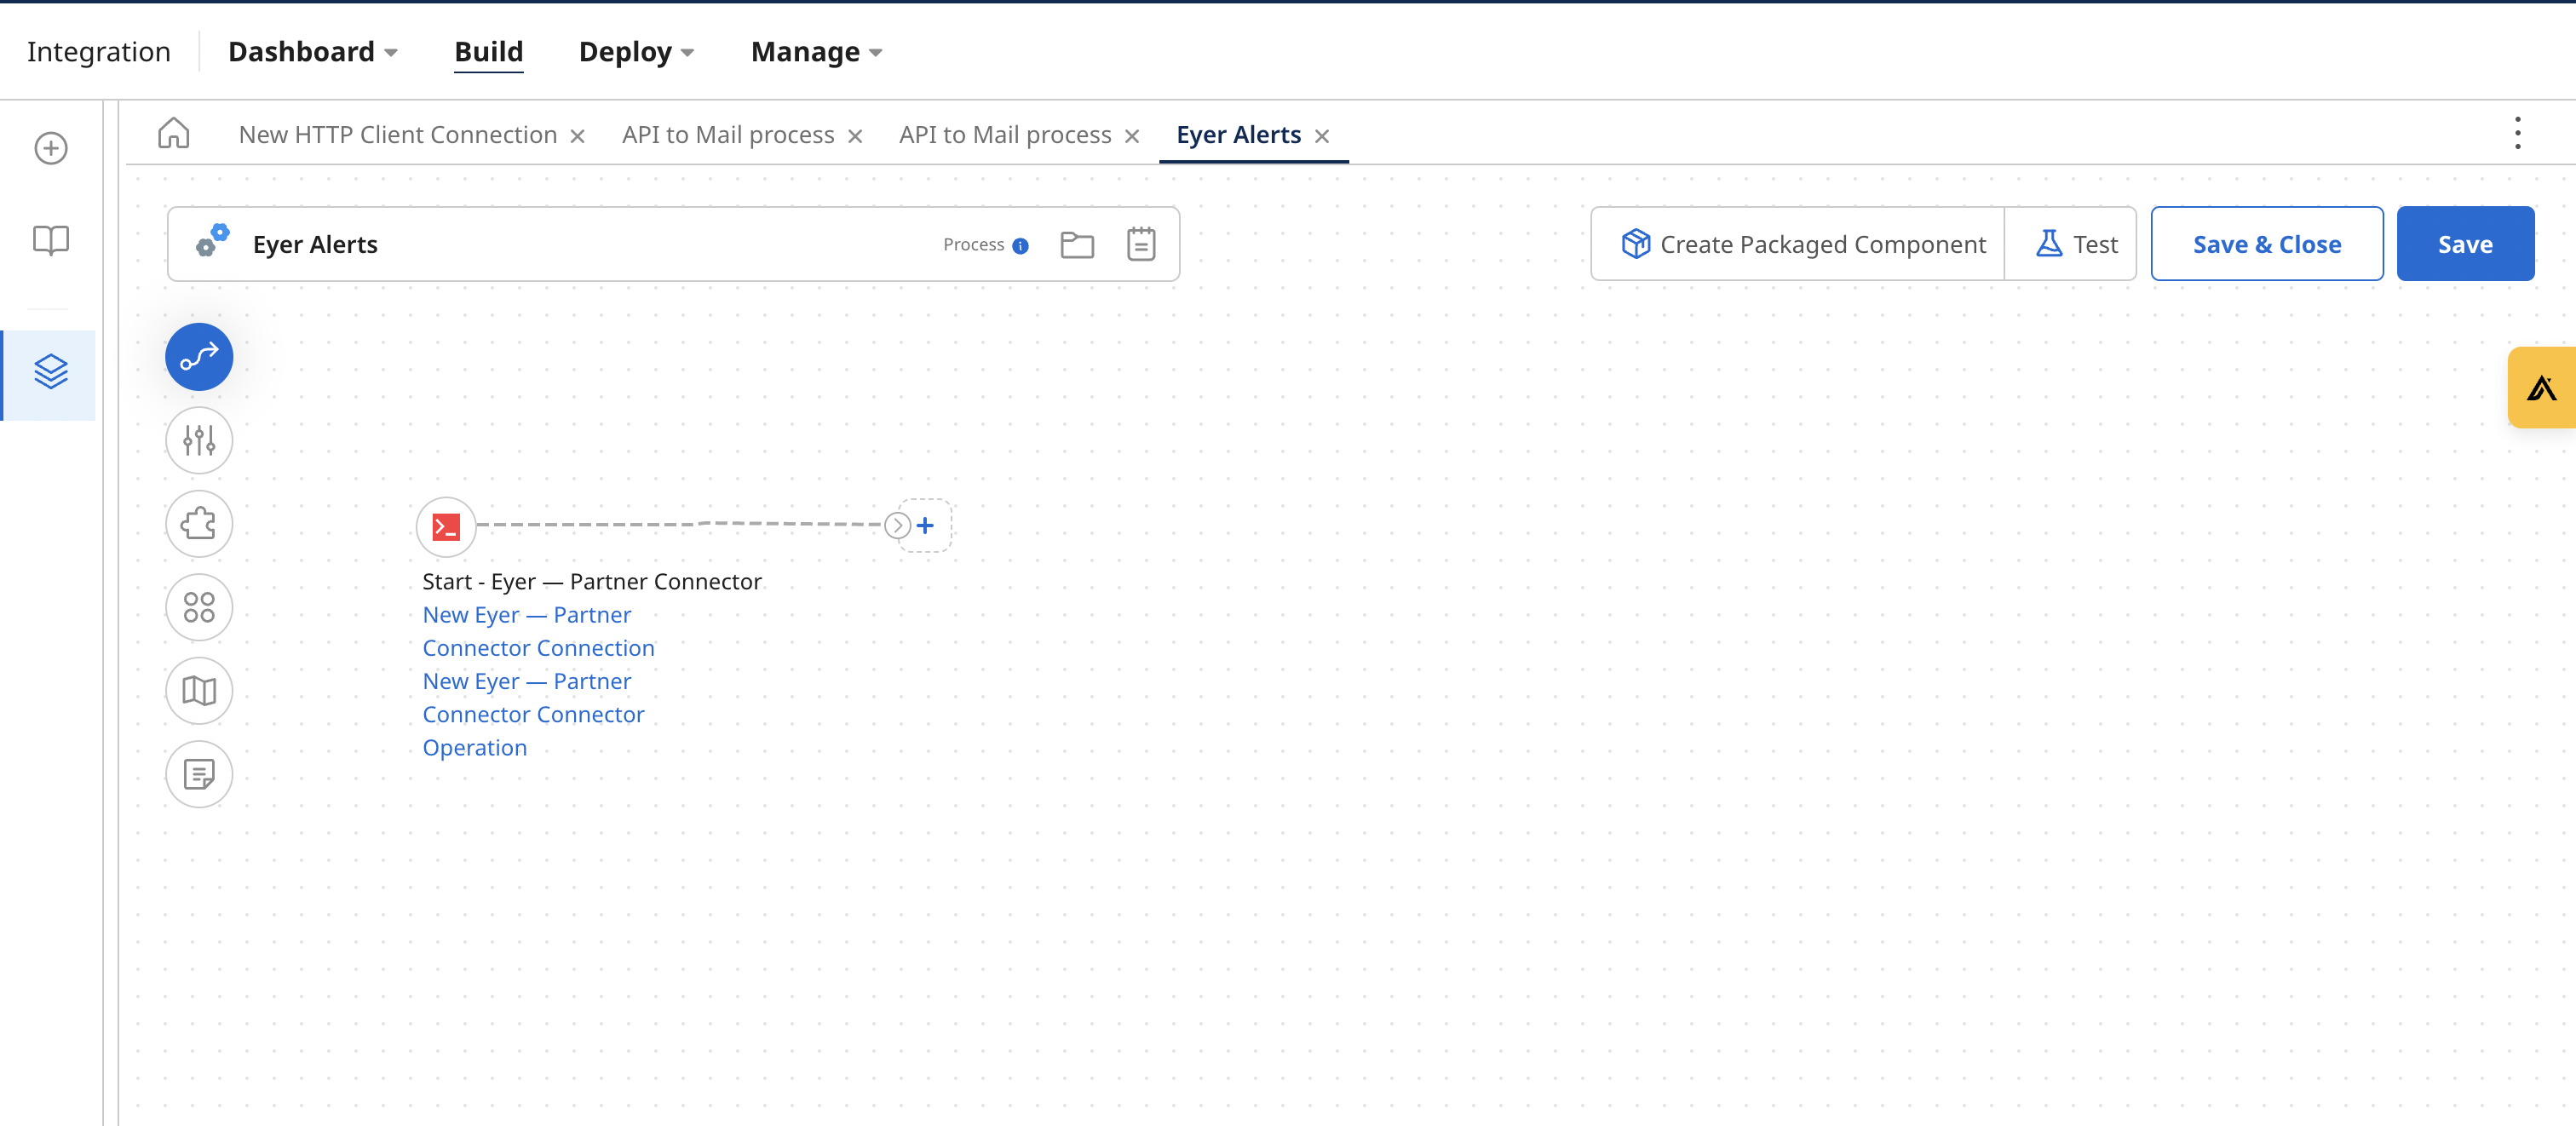 Integration Dashboard Build Deploy Manage
New HTTP Client Connection API to Mail process API to Mail process Eyer Alerts
Eyer Alerts Process Create Packaged Component Test Save & Close Save
Start - Eyer — Partner Connector
New Eyer — Partner
Connector Connection
New Eyer — Partner
Connector Connector
Operation